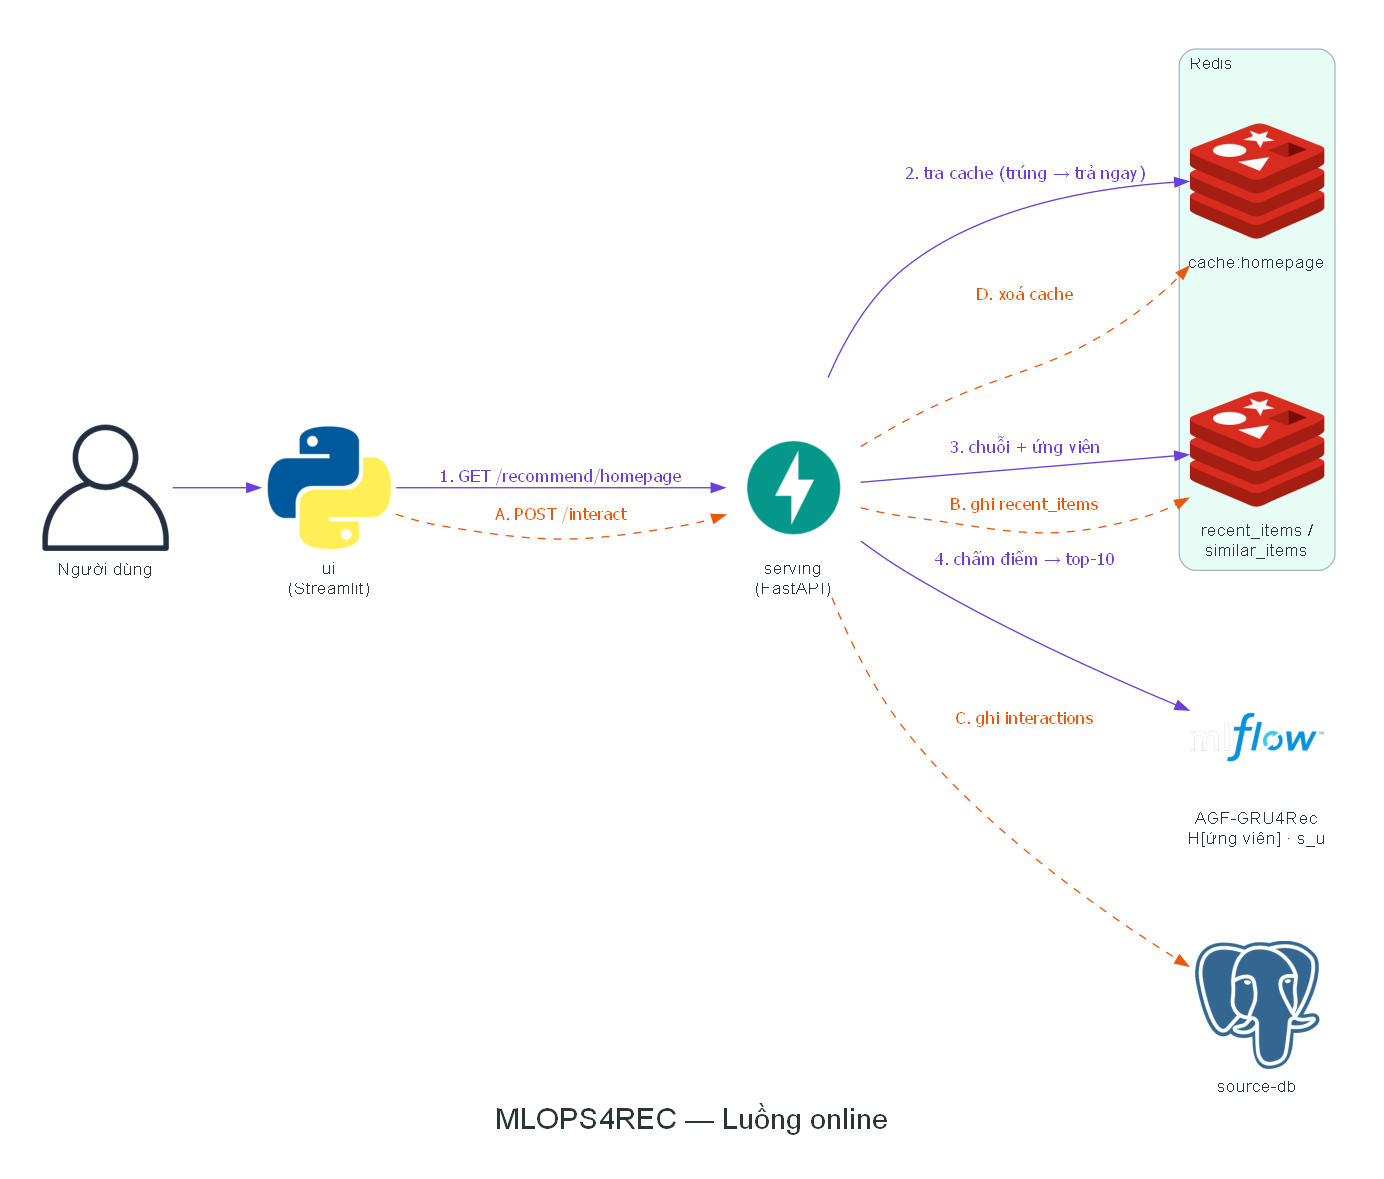 Redis
2. tra cache (trúng → trả ngay)
cache:homepage
D. xoá cache
3. chuỗi + ứng viên
1. GET /recommend/homepage
B. ghi recent_items
A. POST /interact
recent_items /
similar_items
4. chấm điểm → top-10
Người dùng
ui
(Streamlit)
serving
(FastAPI)
C. ghi interactions
mlflow
TM
AGF-GRU4Rec
H[ứng viên] · s_u
source-db
MLOPS4REC — Luồng online